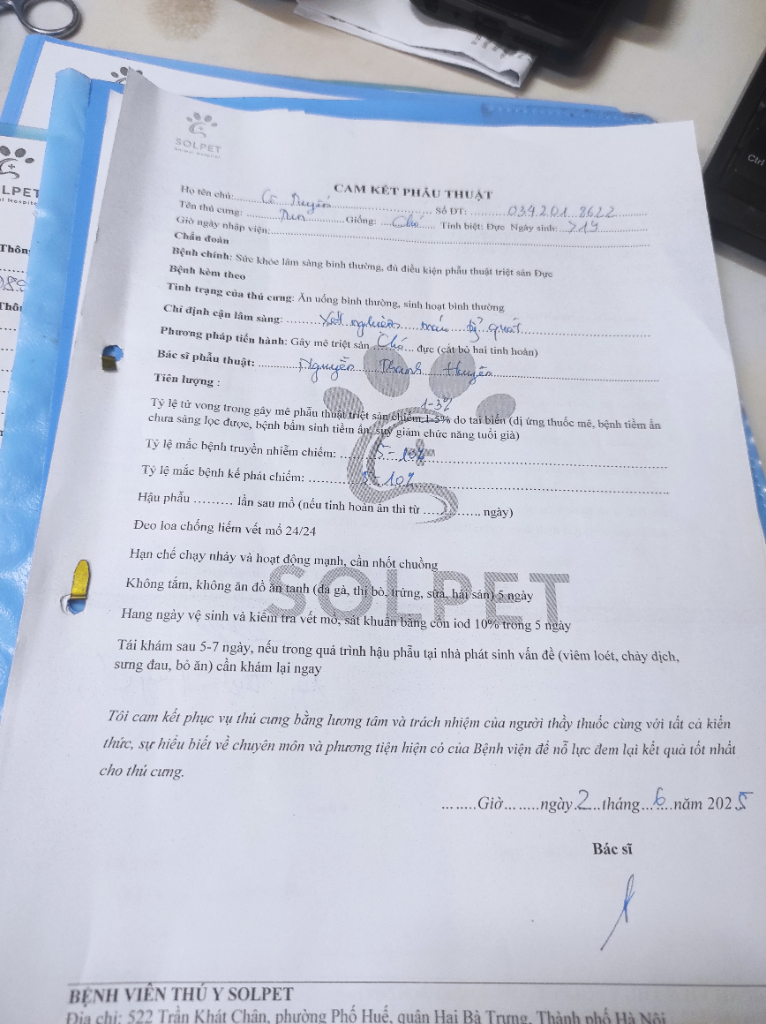 SOLPET
Animal Hospital
CAM KẾT PHẪU THUẬT
Họ tên chủ:........ Cô Duyên ........ Số ĐT: ........ 034201 8622 ........
Tên thú cưng: ........ Đen ........ Giống: .... Chó .... Tính biệt: Đực Ngày sinh: .. >1Y ....
Giờ ngày nhập viện:........
Chẩn đoán
Bệnh chính: Sức khỏe lâm sàng bình thường, đủ điều kiện phẫu thuật triệt sản Đực
Bệnh kèm theo
Tình trạng của thú cưng: Ăn uống bình thường, sinh hoạt bình thường
Chỉ định cận lâm sàng: ........ Xét nghiệm máu tổng quát ........
Phương pháp tiến hành: Gây mê triệt sản .. Chó .... đực (cắt bỏ hai tinh hoàn)
Bác sĩ phẫu thuật: ........ Nguyễn Thanh Huyền ........
Tiên lượng :
1-3%
Tỷ lệ tử vong trong gây mê phẫu thuật triệt sản chiếm 1-5% do tai biến (dị ứng thuốc mê, bệnh tiềm ẩn
chưa sàng lọc được, bệnh bẩm sinh tiềm ẩn, suy giảm chức năng tuổi già)
Tỷ lệ mắc bệnh truyền nhiễm chiếm: ........ 5-10% ........
Tỷ lệ mắc bệnh kế phát chiếm: ........ 5-10% ........
Hậu phẫu ......... lần sau mổ (nếu tinh hoàn ẩn thì từ ............. ngày)
Đeo loa chống liếm vết mổ 24/24
Hạn chế chạy nhảy và hoạt động mạnh, cần nhốt chuồng
Không tắm, không ăn đồ ăn tanh (da gà, thị bò, trứng, sữa, hải sản) 5 ngày
Hang ngày vệ sinh và kiểm tra vết mổ, sát khuẩn bằng cồn iod 10% trong 5 ngày
Tái khám sau 5-7 ngày, nếu trong quá trình hậu phẫu tại nhà phát sinh vấn đề (viêm loét, chảy dịch,
sưng đau, bỏ ăn) cần khám lại ngay
SOLPET
Tôi cam kết phục vụ thú cưng bằng lương tâm và trách nhiệm của người thầy thuốc cùng với tất cả kiến
thức, sự hiểu biết về chuyên môn và phương tiện hiện có của Bệnh viện để nỗ lực đem lại kết quả tốt nhất
cho thú cưng.
........Giờ........ngày 2 ...tháng... 6 ..năm 2025
Bác sĩ
BỆNH VIỆN THÚ Y SOLPET
Địa chỉ: 522 Trần Khát Chân, phường Phố Huế, quận Hai Bà Trưng, Thành phố Hà Nội
LPET
Thôn
Thôn
Ctrl